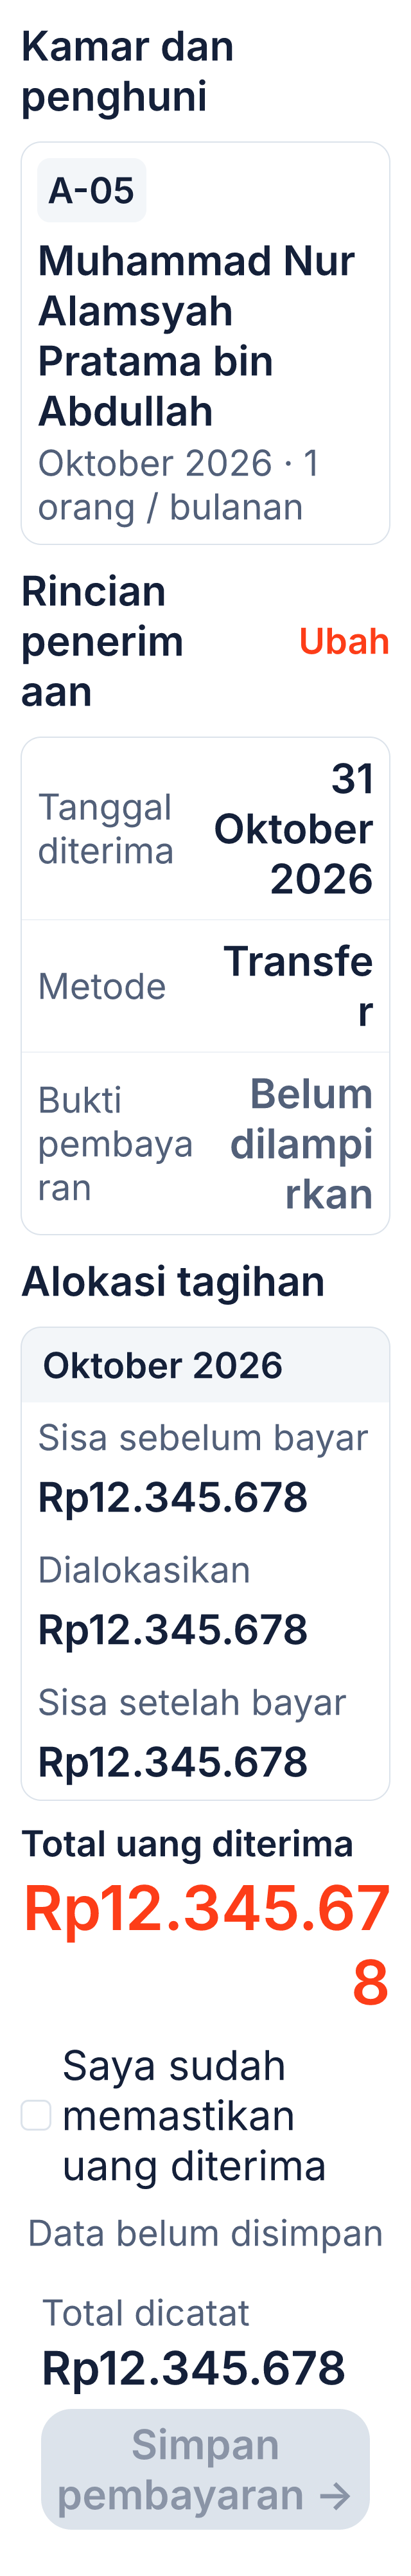 Kamar dan
penghuni
A-05
Muhammad Nur
Alamsyah
Pratama bin
Abdullah
Oktober 2026 · 1
orang / bulanan
Rincian
penerim
aan
Ubah
Tanggal
diterima
31
Oktober
2026
Metode
Transfe
r
Bukti
pembaya
ran
Belum
dilampi
rkan
Alokasi tagihan
Oktober 2026
Sisa sebelum bayar
Rp12.345.678
Dialokasikan
Rp12.345.678
Sisa setelah bayar
Rp12.345.678
Total uang diterima
Rp12.345.67
8
Saya sudah
memastikan
uang diterima
Data belum disimpan
Total dicatat
Rp12.345.678
Simpan
pembayaran →